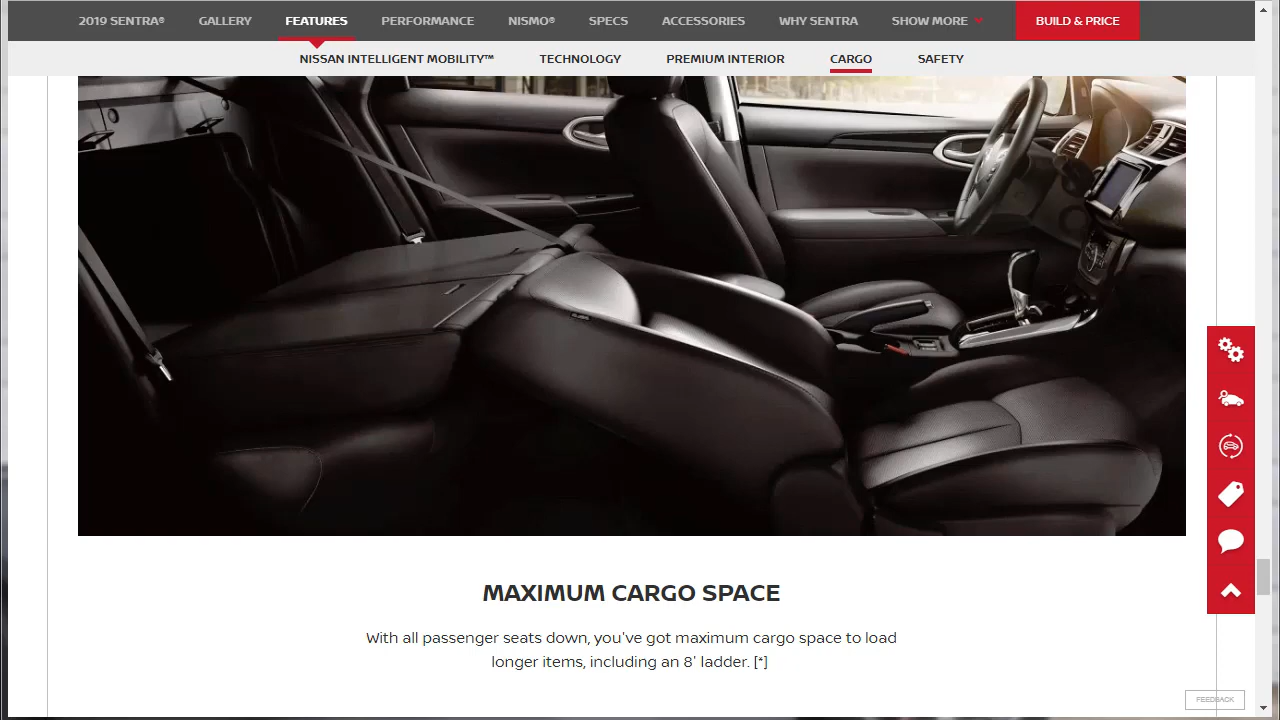 2019 SENTRA®
GALLERY
FEATURES
PERFORMANCE
NISMO®
SPECS
ACCESSORIES
WHY SENTRA
SHOW MORE
BUILD & PRICE
NISSAN INTELLIGENT MOBILITY™
TECHNOLOGY
PREMIUM INTERIOR
CARGO
SAFETY
MAXIMUM CARGO SPACE
With all passenger seats down, you've got maximum cargo space to load
longer items, including an 8' ladder. [*]
FEEDBACK